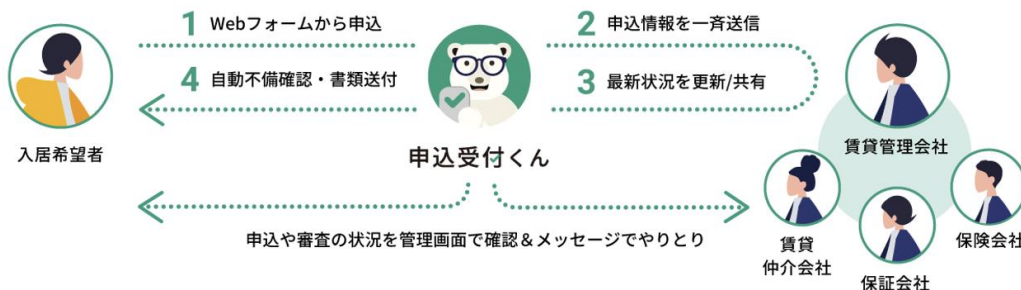 1 Webフォームから申込
2 申込情報を一斉送信
4 自動不備確認・書類送付
3 最新状況を更新/共有
入居希望者
申込受付くん
賃貸管理会社
申込や審査の状況を管理画面で確認＆メッセージでやりとり
賃貸
仲介会社
保証会社
保険会社